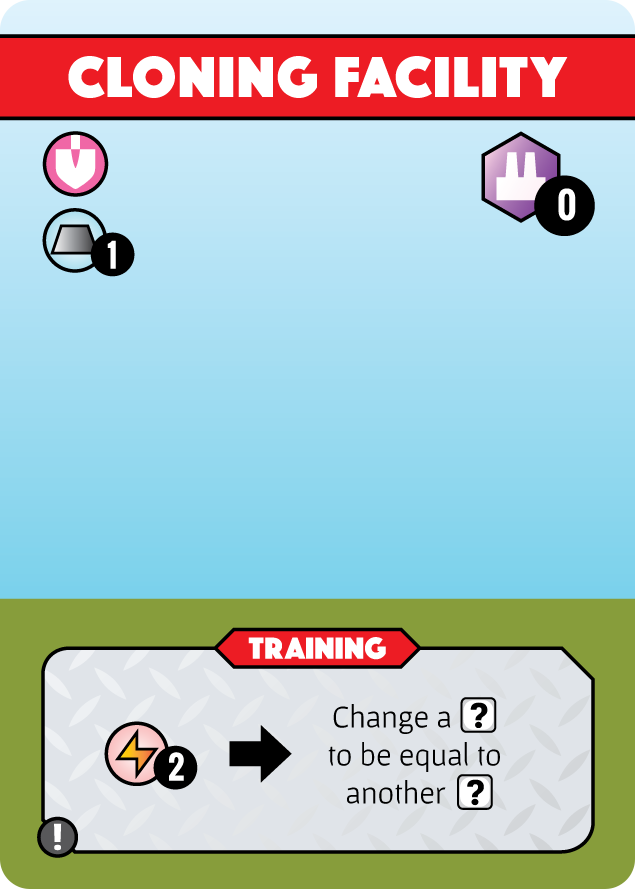 CLONING FACILITY
0
1
TRAINING
2
Change a ?
to be equal to
another ?
!